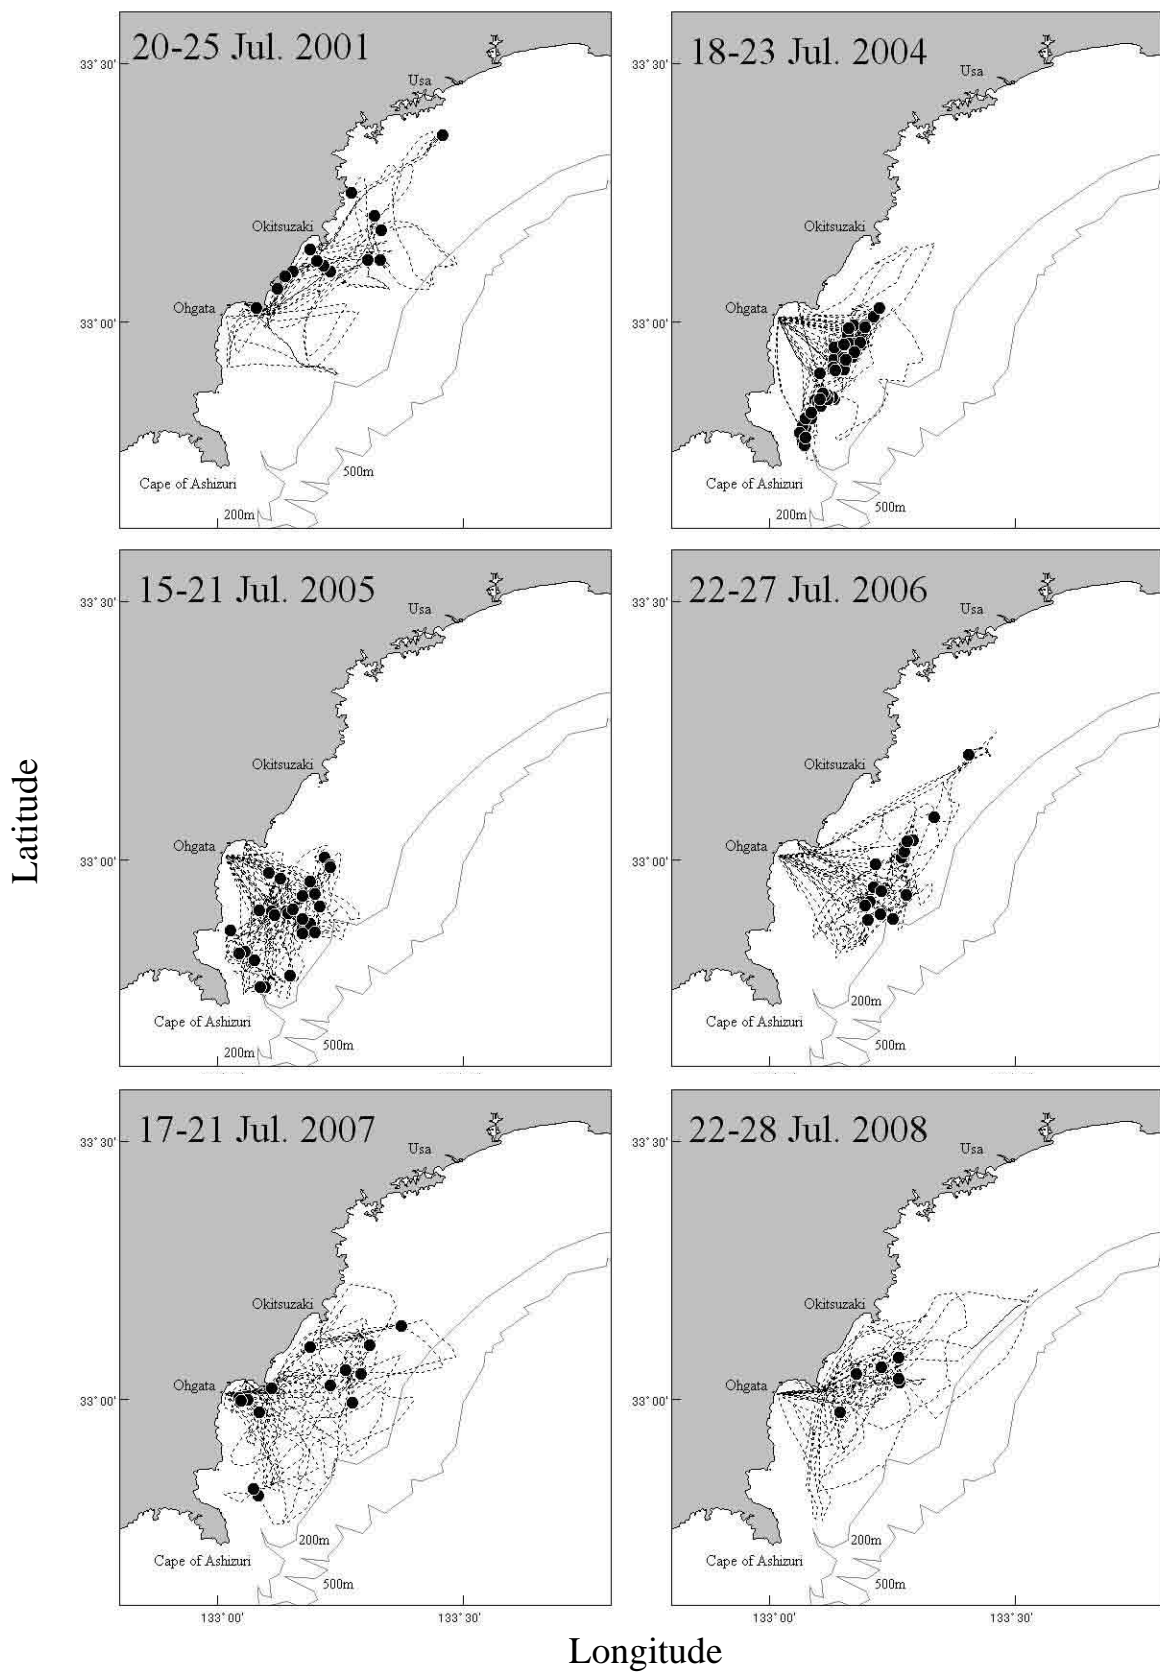 20-25 Jul. 2001
33° 30'
Usa
Okitsuzaki
Ohgata
33° 00'
Cape of Ashizuri
500m
200m
18-23 Jul. 2004
33° 30'
Usa
Okitsuzaki
Ohgata
33° 00'
Cape of Ashizuri
500m
200m
15-21 Jul. 2005
33° 30'
Usa
Okitsuzaki
Ohgata
33° 00'
Cape of Ashizuri
500m
200m
22-27 Jul. 2006
33° 30'
Usa
Okitsuzaki
Ohgata
33° 00'
200m
Cape of Ashizuri
500m
17-21 Jul. 2007
33° 30'
Usa
Okitsuzaki
Ohgata
33° 00'
200m
Cape of Ashizuri
500m
133° 00'
133° 30'
22-28 Jul. 2008
33° 30'
Usa
Okitsuzaki
Ohgata
33° 00'
200m
Cape of Ashizuri
500m
133° 00'
133° 30'
Latitude
Longitude